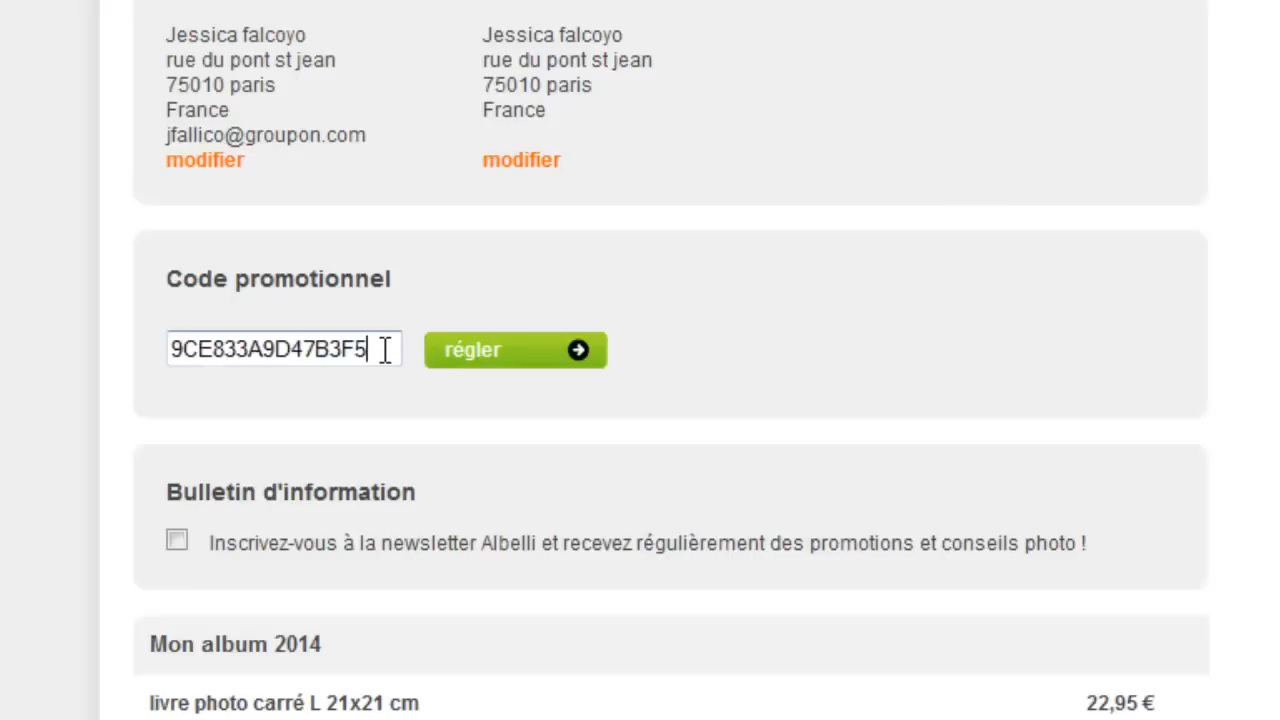 Jessica falcoyo
rue du pont st jean
75010 paris
France
jfallico@groupon.com
modifier
Jessica falcoyo
rue du pont st jean
75010 paris
France
modifier
Code promotionnel
9CE833A9D47B3F5
régler
Bulletin d'information
Inscrivez-vous à la newsletter Albelli et recevez régulièrement des promotions et conseils photo !
Mon album 2014
livre photo carré L 21x21 cm 22,95 €